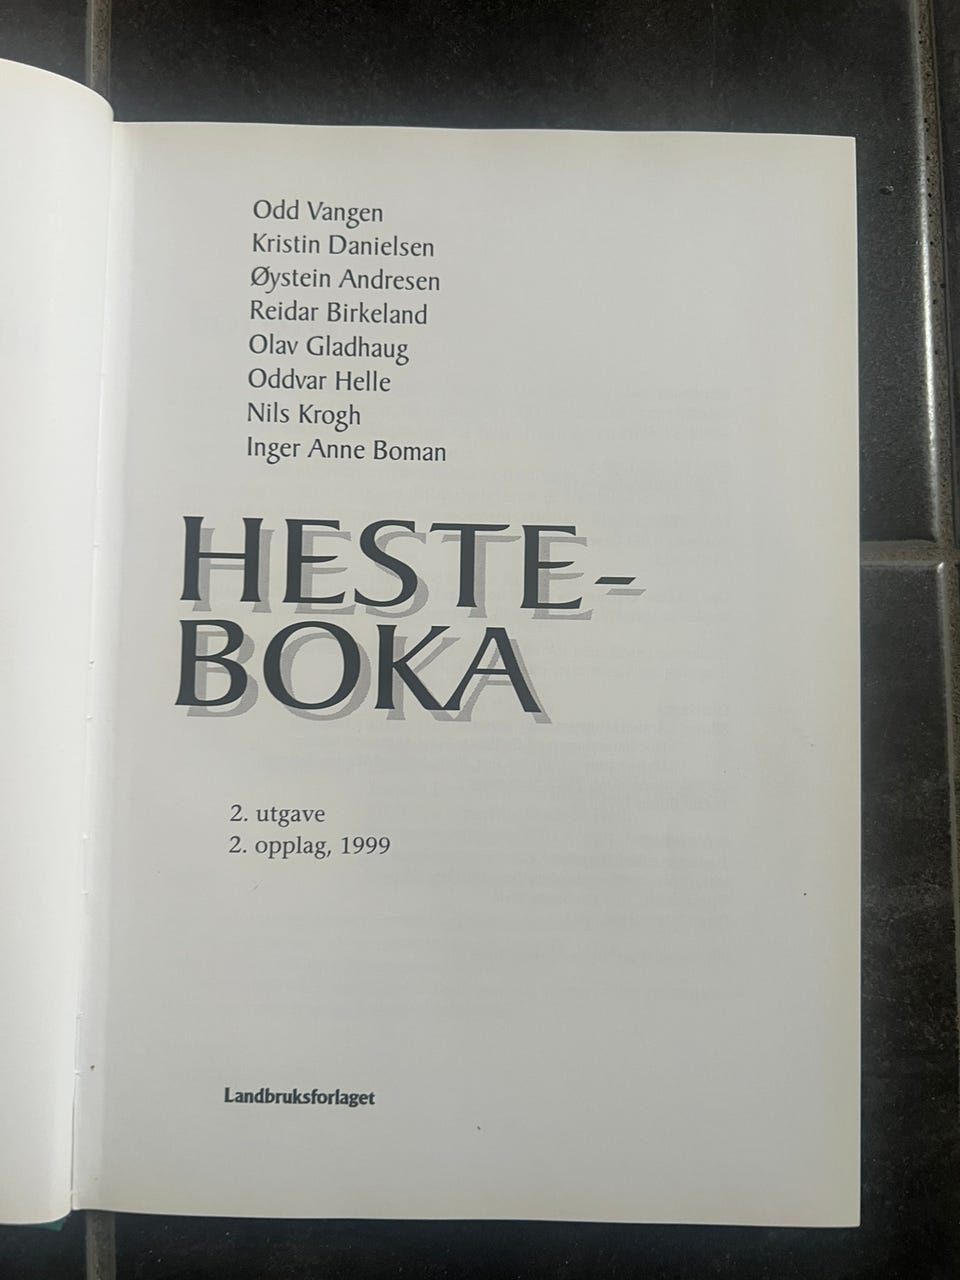 Odd Vangen
Kristin Danielsen
Øystein Andresen
Reidar Birkeland
Olav Gladhaug
Oddvar Helle
Nils Krogh
Inger Anne Boman
HESTE-
BOKA
2. utgave
2. opplag, 1999
Landbruksforlaget